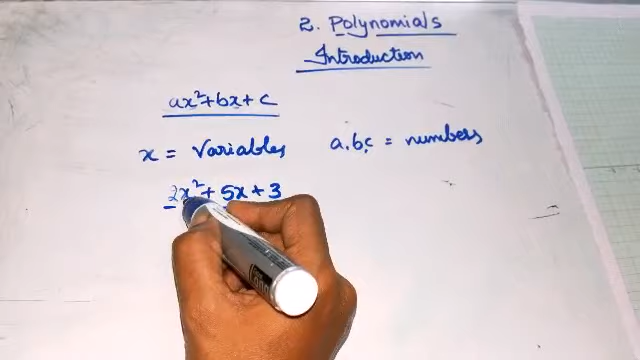 2. Polynomials
Introduction
ax² + bx + c
x = Variables
a,b,c = numbers
2x² + 5x + 3